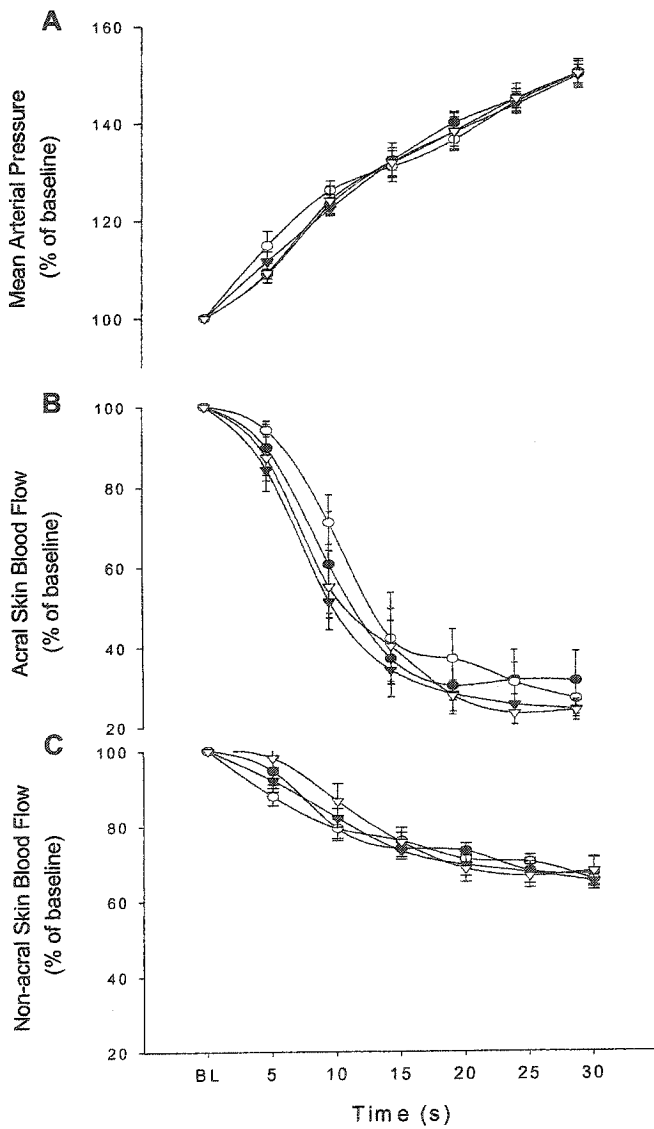 A
160
140
120
100
Mean Arterial Pressure
(% of baseline)
B
100
80
60
40
20
Acral Skin Blood Flow
(% of baseline)
C
100
80
60
40
20
Non-acral Skin Blood Flow
(% of baseline)
BL 5 10 15 20 25 30
Time (s)